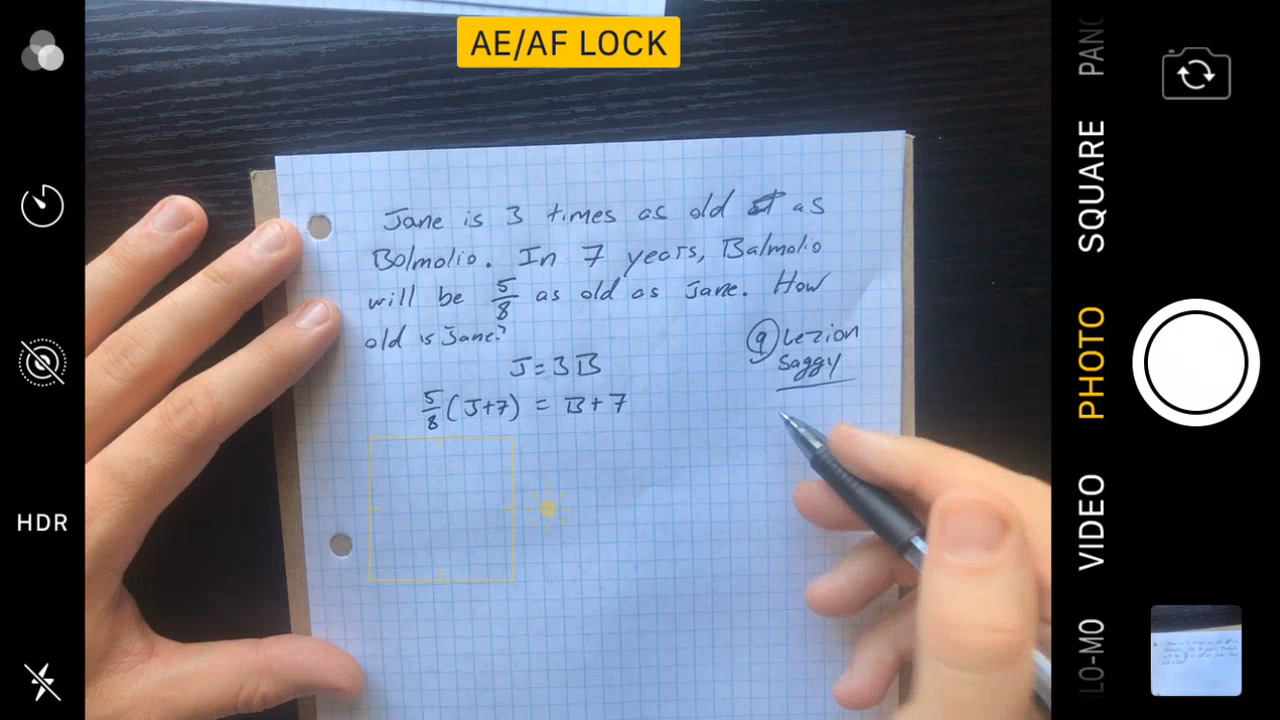 AE/AF LOCK
HDR
Jane is 3 times as old as
Bolmolio. In 7 years, Balmolio
will be 5/8 as old as Jane. How
old is Jane?
J=3B
5/8(J+7) = B+7
@Lezion
Saggy
PANO
SQUARE
PHOTO
VIDEO
LO-MO